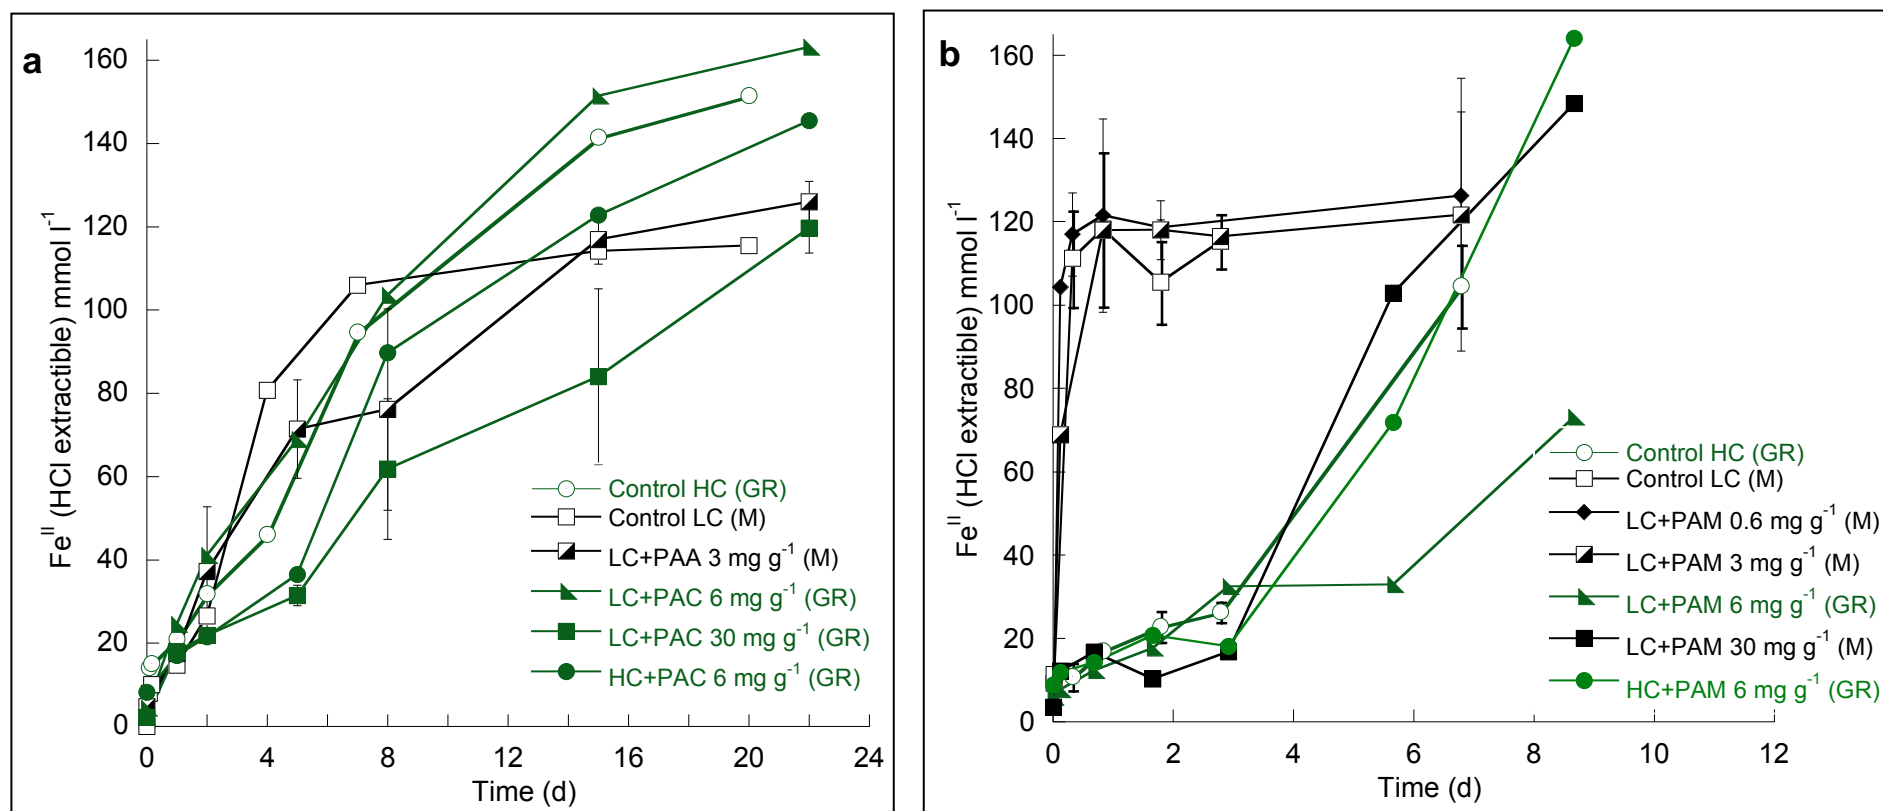 a
160
140
120
100
80
60
40
20
0
Fe^II (HCl extractible) mmol l^-1
Control HC (GR)
Control LC (M)
LC+PAA 3 mg g^-1 (M)
LC+PAC 6 mg g^-1 (GR)
LC+PAC 30 mg g^-1 (GR)
HC+PAC 6 mg g^-1 (GR)
0 4 8 12 16 20 24
Time (d)
b
160
140
120
100
80
60
40
20
0
Fe^II (HCl extractible) mmol l^-1
Control HC (GR)
Control LC (M)
LC+PAM 0.6 mg g^-1 (M)
LC+PAM 3 mg g^-1 (M)
LC+PAM 6 mg g^-1 (GR)
LC+PAM 30 mg g^-1 (M)
HC+PAM 6 mg g^-1 (GR)
0 2 4 6 8 10 12
Time (d)